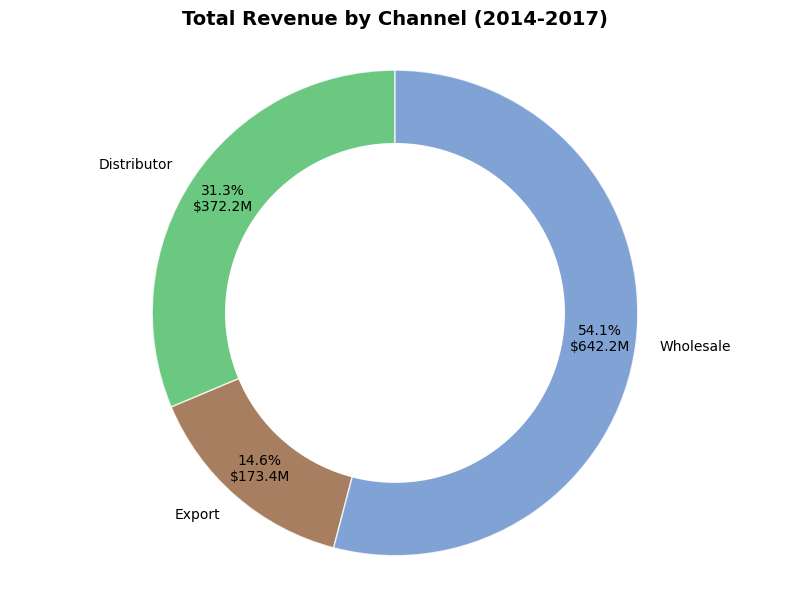 Total Revenue by Channel (2014-2017)
Distributor
31.3%
$372.2M
54.1%
$642.2M
Wholesale
14.6%
$173.4M
Export